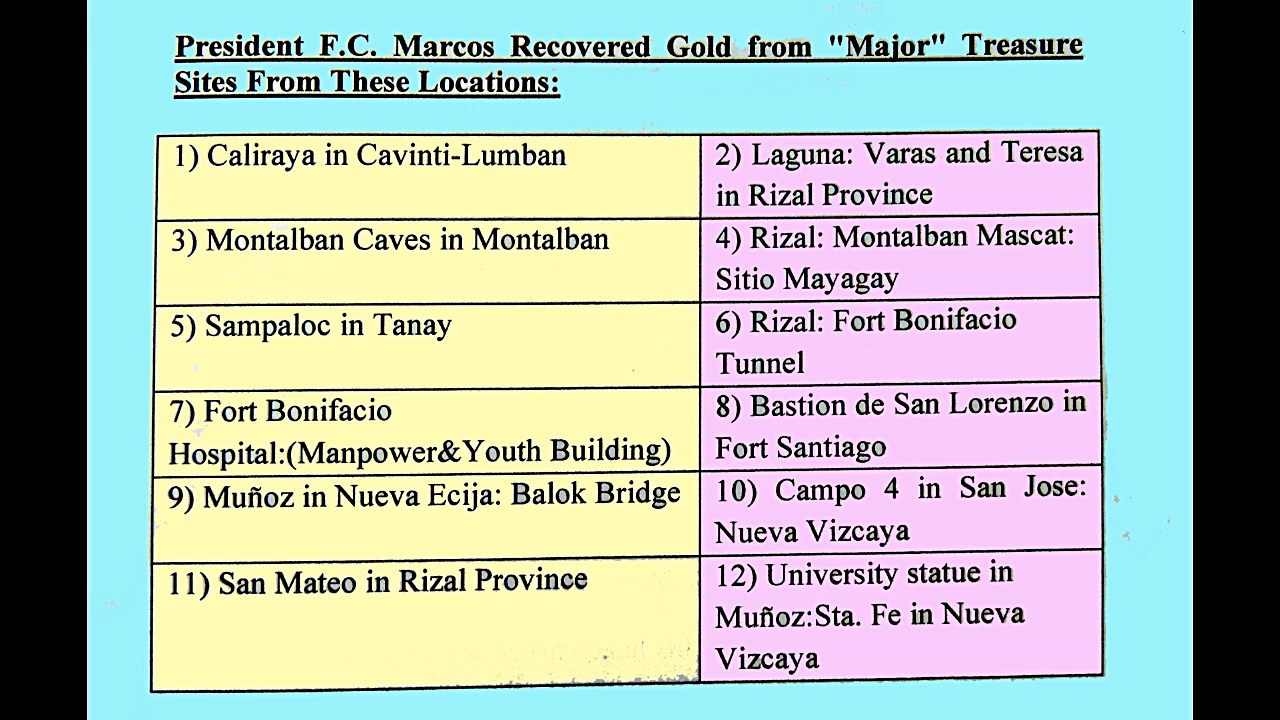 President F.C. Marcos Recovered Gold from "Major" Treasure
Sites From These Locations:
1) Caliraya in Cavinti-Lumban
2) Laguna: Varas and Teresa
in Rizal Province
3) Montalban Caves in Montalban
4) Rizal: Montalban Mascat:
Sitio Mayagay
5) Sampaloc in Tanay
6) Rizal: Fort Bonifacio
Tunnel
7) Fort Bonifacio
Hospital:(Manpower&Youth Building)
8) Bastion de San Lorenzo in
Fort Santiago
9) Muñoz in Nueva Ecija: Balok Bridge
10) Campo 4 in San Jose:
Nueva Vizcaya
11) San Mateo in Rizal Province
12) University statue in
Muñoz:Sta. Fe in Nueva
Vizcaya